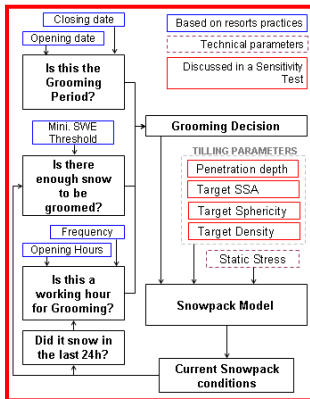 Closing date
Opening date
Is this the
Grooming
Period?
Mini. SWE
Threshold
Is there
enough snow
to be
groomed?
Frequency
Opening Hours
Is this a
working hour
for Grooming?
Did it snow in
the last 24h?
Based on resorts practices
Technical parameters
Discussed in a Sensitivity
Test
Grooming Decision
TILLING PARAMETERS
Penetration depth
Target SSA
Target Sphericity
Target Density
Static Stress
Snowpack Model
Current Snowpack
conditions